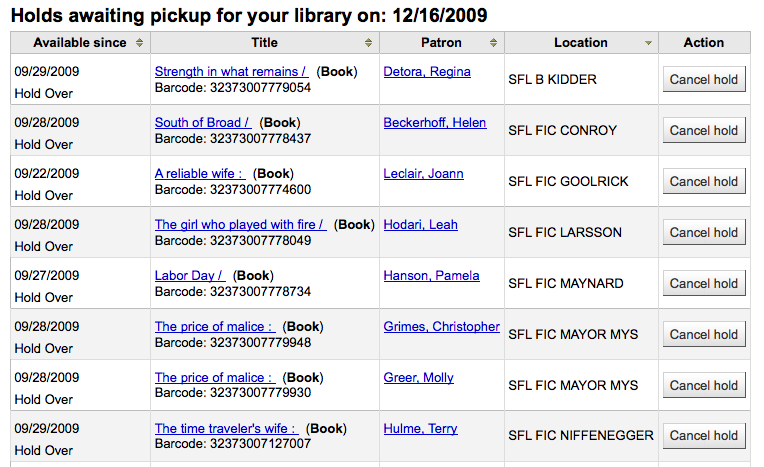 Holds awaiting pickup for your library on: 12/16/2009
Available since Title Patron Location Action
09/29/2009 Strength in what remains / (Book) Detora, Regina SFL B KIDDER Cancel hold
Hold Over Barcode: 32373007779054
09/28/2009 South of Broad / (Book) Beckerhoff, Helen SFL FIC CONROY Cancel hold
Hold Over Barcode: 32373007778437
09/22/2009 A reliable wife : (Book) Leclair, Joann SFL FIC GOOLRICK Cancel hold
Hold Over Barcode: 32373007774600
09/28/2009 The girl who played with fire / (Book) Hodari, Leah SFL FIC LARSSON Cancel hold
Hold Over Barcode: 32373007778049
09/27/2009 Labor Day / (Book) Hanson, Pamela SFL FIC MAYNARD Cancel hold
Hold Over Barcode: 32373007778734
09/28/2009 The price of malice : (Book) Grimes, Christopher SFL FIC MAYOR MYS Cancel hold
Hold Over Barcode: 32373007779948
09/28/2009 The price of malice : (Book) Greer, Molly SFL FIC MAYOR MYS Cancel hold
Hold Over Barcode: 32373007779930
09/29/2009 The time traveler's wife : (Book) Hulme, Terry SFL FIC NIFFENEGGER Cancel hold
Hold Over Barcode: 32373007127007